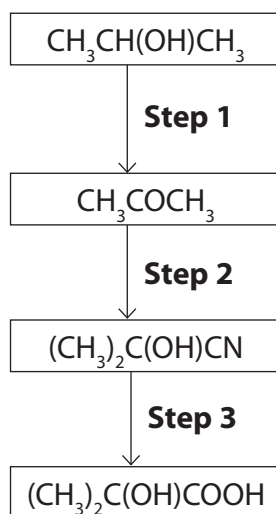 CH₃CH(OH)CH₃
Step 1
CH₃COCH₃
Step 2
(CH₃)₂C(OH)CN
Step 3
(CH₃)₂C(OH)COOH